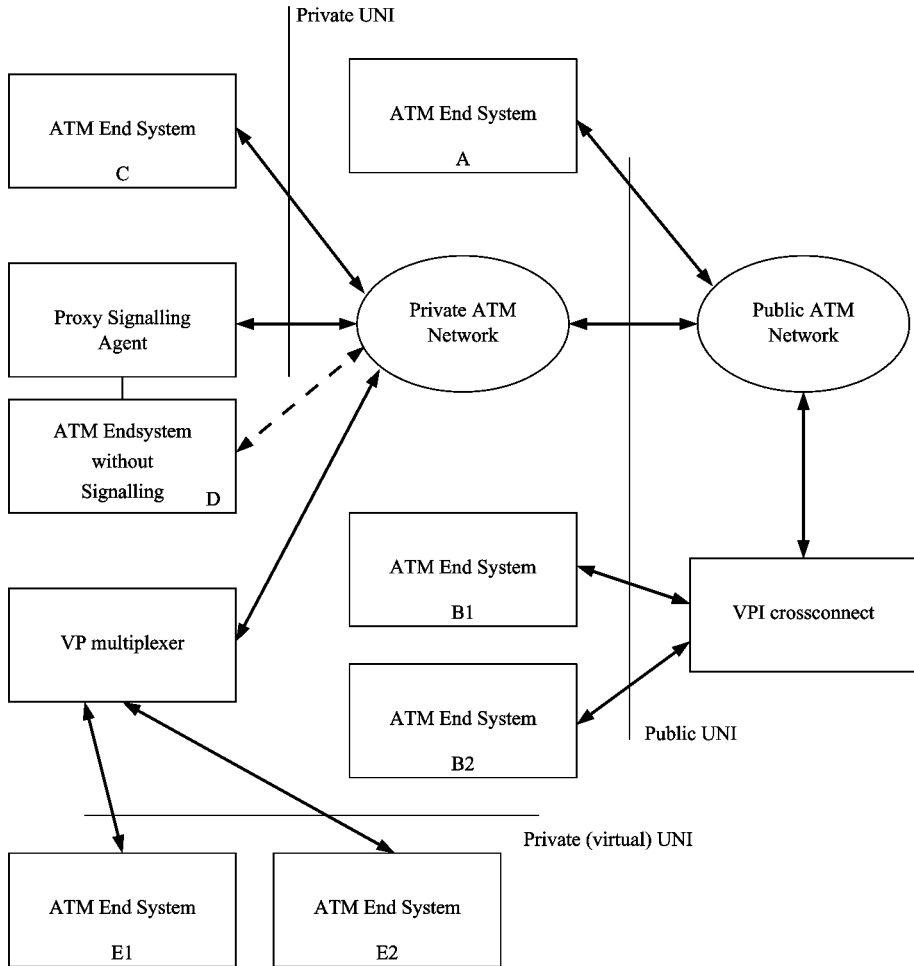 Private UNI
ATM End System
C
ATM End System
A
Proxy Signalling
Agent
Private ATM
Network
Public ATM
Network
ATM Endsystem
without
Signalling
D
ATM End System
B1
VPI crossconnect
VP multiplexer
ATM End System
B2
Public UNI
Private (virtual) UNI
ATM End System
E1
ATM End System
E2